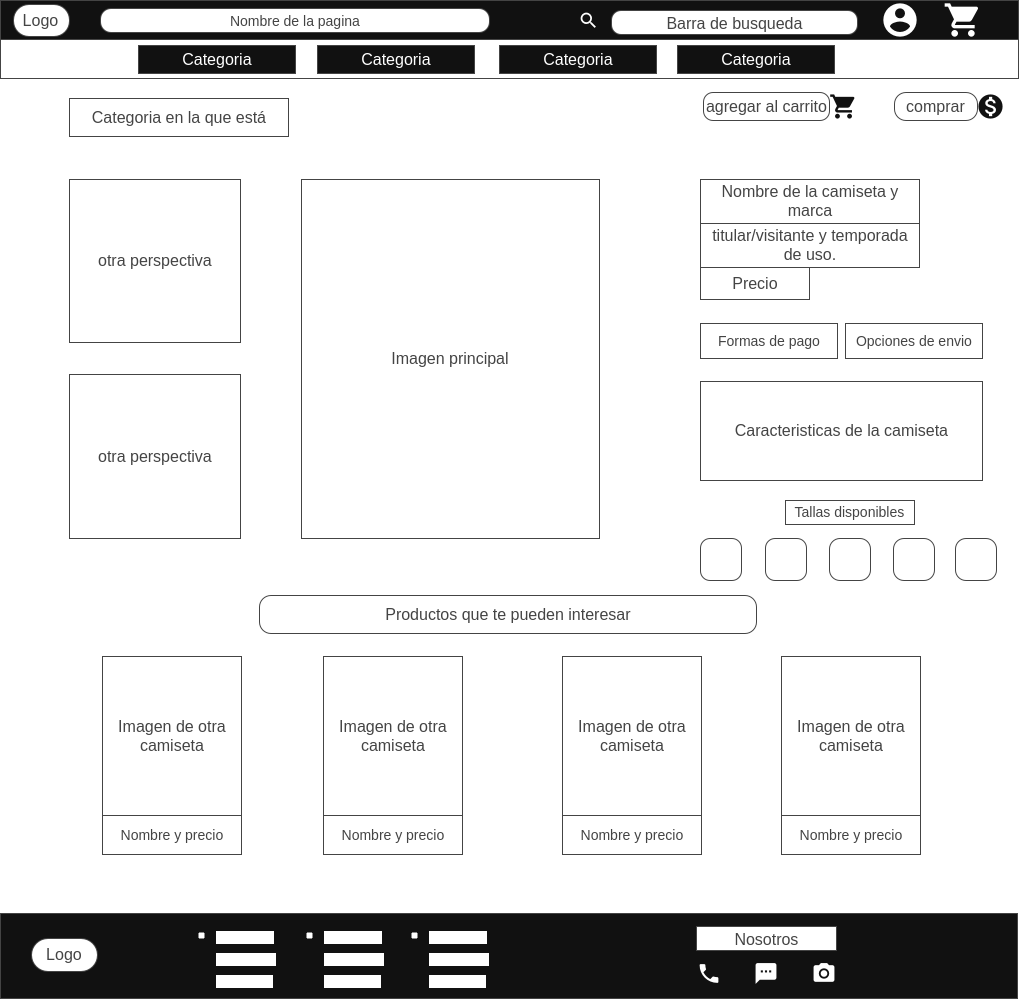 Logo
Nombre de la pagina
Barra de busqueda
Categoria
Categoria
Categoria
Categoria
Categoria en la que está
agregar al carrito
comprar
otra perspectiva
otra perspectiva
Imagen principal
Nombre de la camiseta y
marca
titular/visitante y temporada
de uso.
Precio
Formas de pago
Opciones de envio
Caracteristicas de la camiseta
Tallas disponibles
Productos que te pueden interesar
Imagen de otra
camiseta
Nombre y precio
Imagen de otra
camiseta
Nombre y precio
Imagen de otra
camiseta
Nombre y precio
Imagen de otra
camiseta
Nombre y precio
Logo
Nosotros